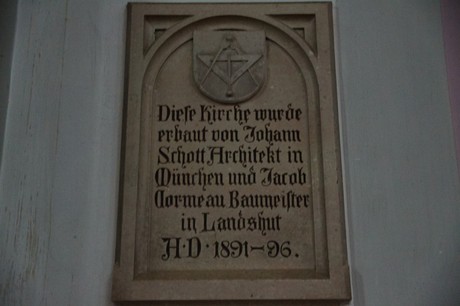 Diese Kirche wurde
erbaut von Johann
Schott Architekt in
München und Jacob
Cormeau Baumeister
in Landshut
A·D·1891–96.